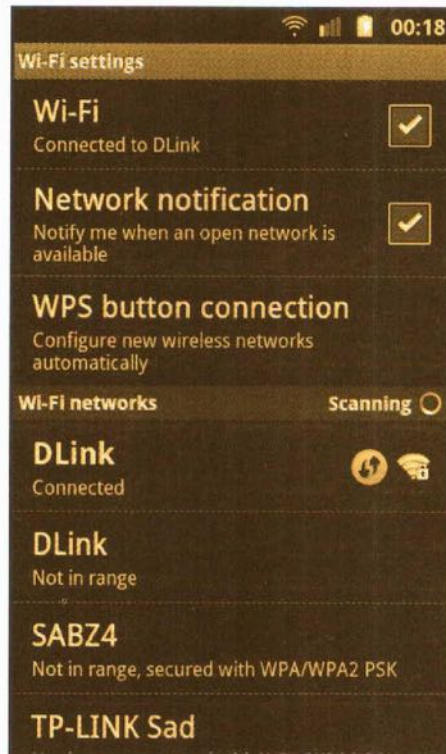 00:18
Wi-Fi settings
Wi-Fi
Connected to DLink
Network notification
Notify me when an open network is
available
WPS button connection
Configure new wireless networks
automatically
Wi-Fi networks Scanning
DLink
Connected
DLink
Not in range
SABZ4
Not in range, secured with WPA/WPA2 PSK
TP-LINK Sad